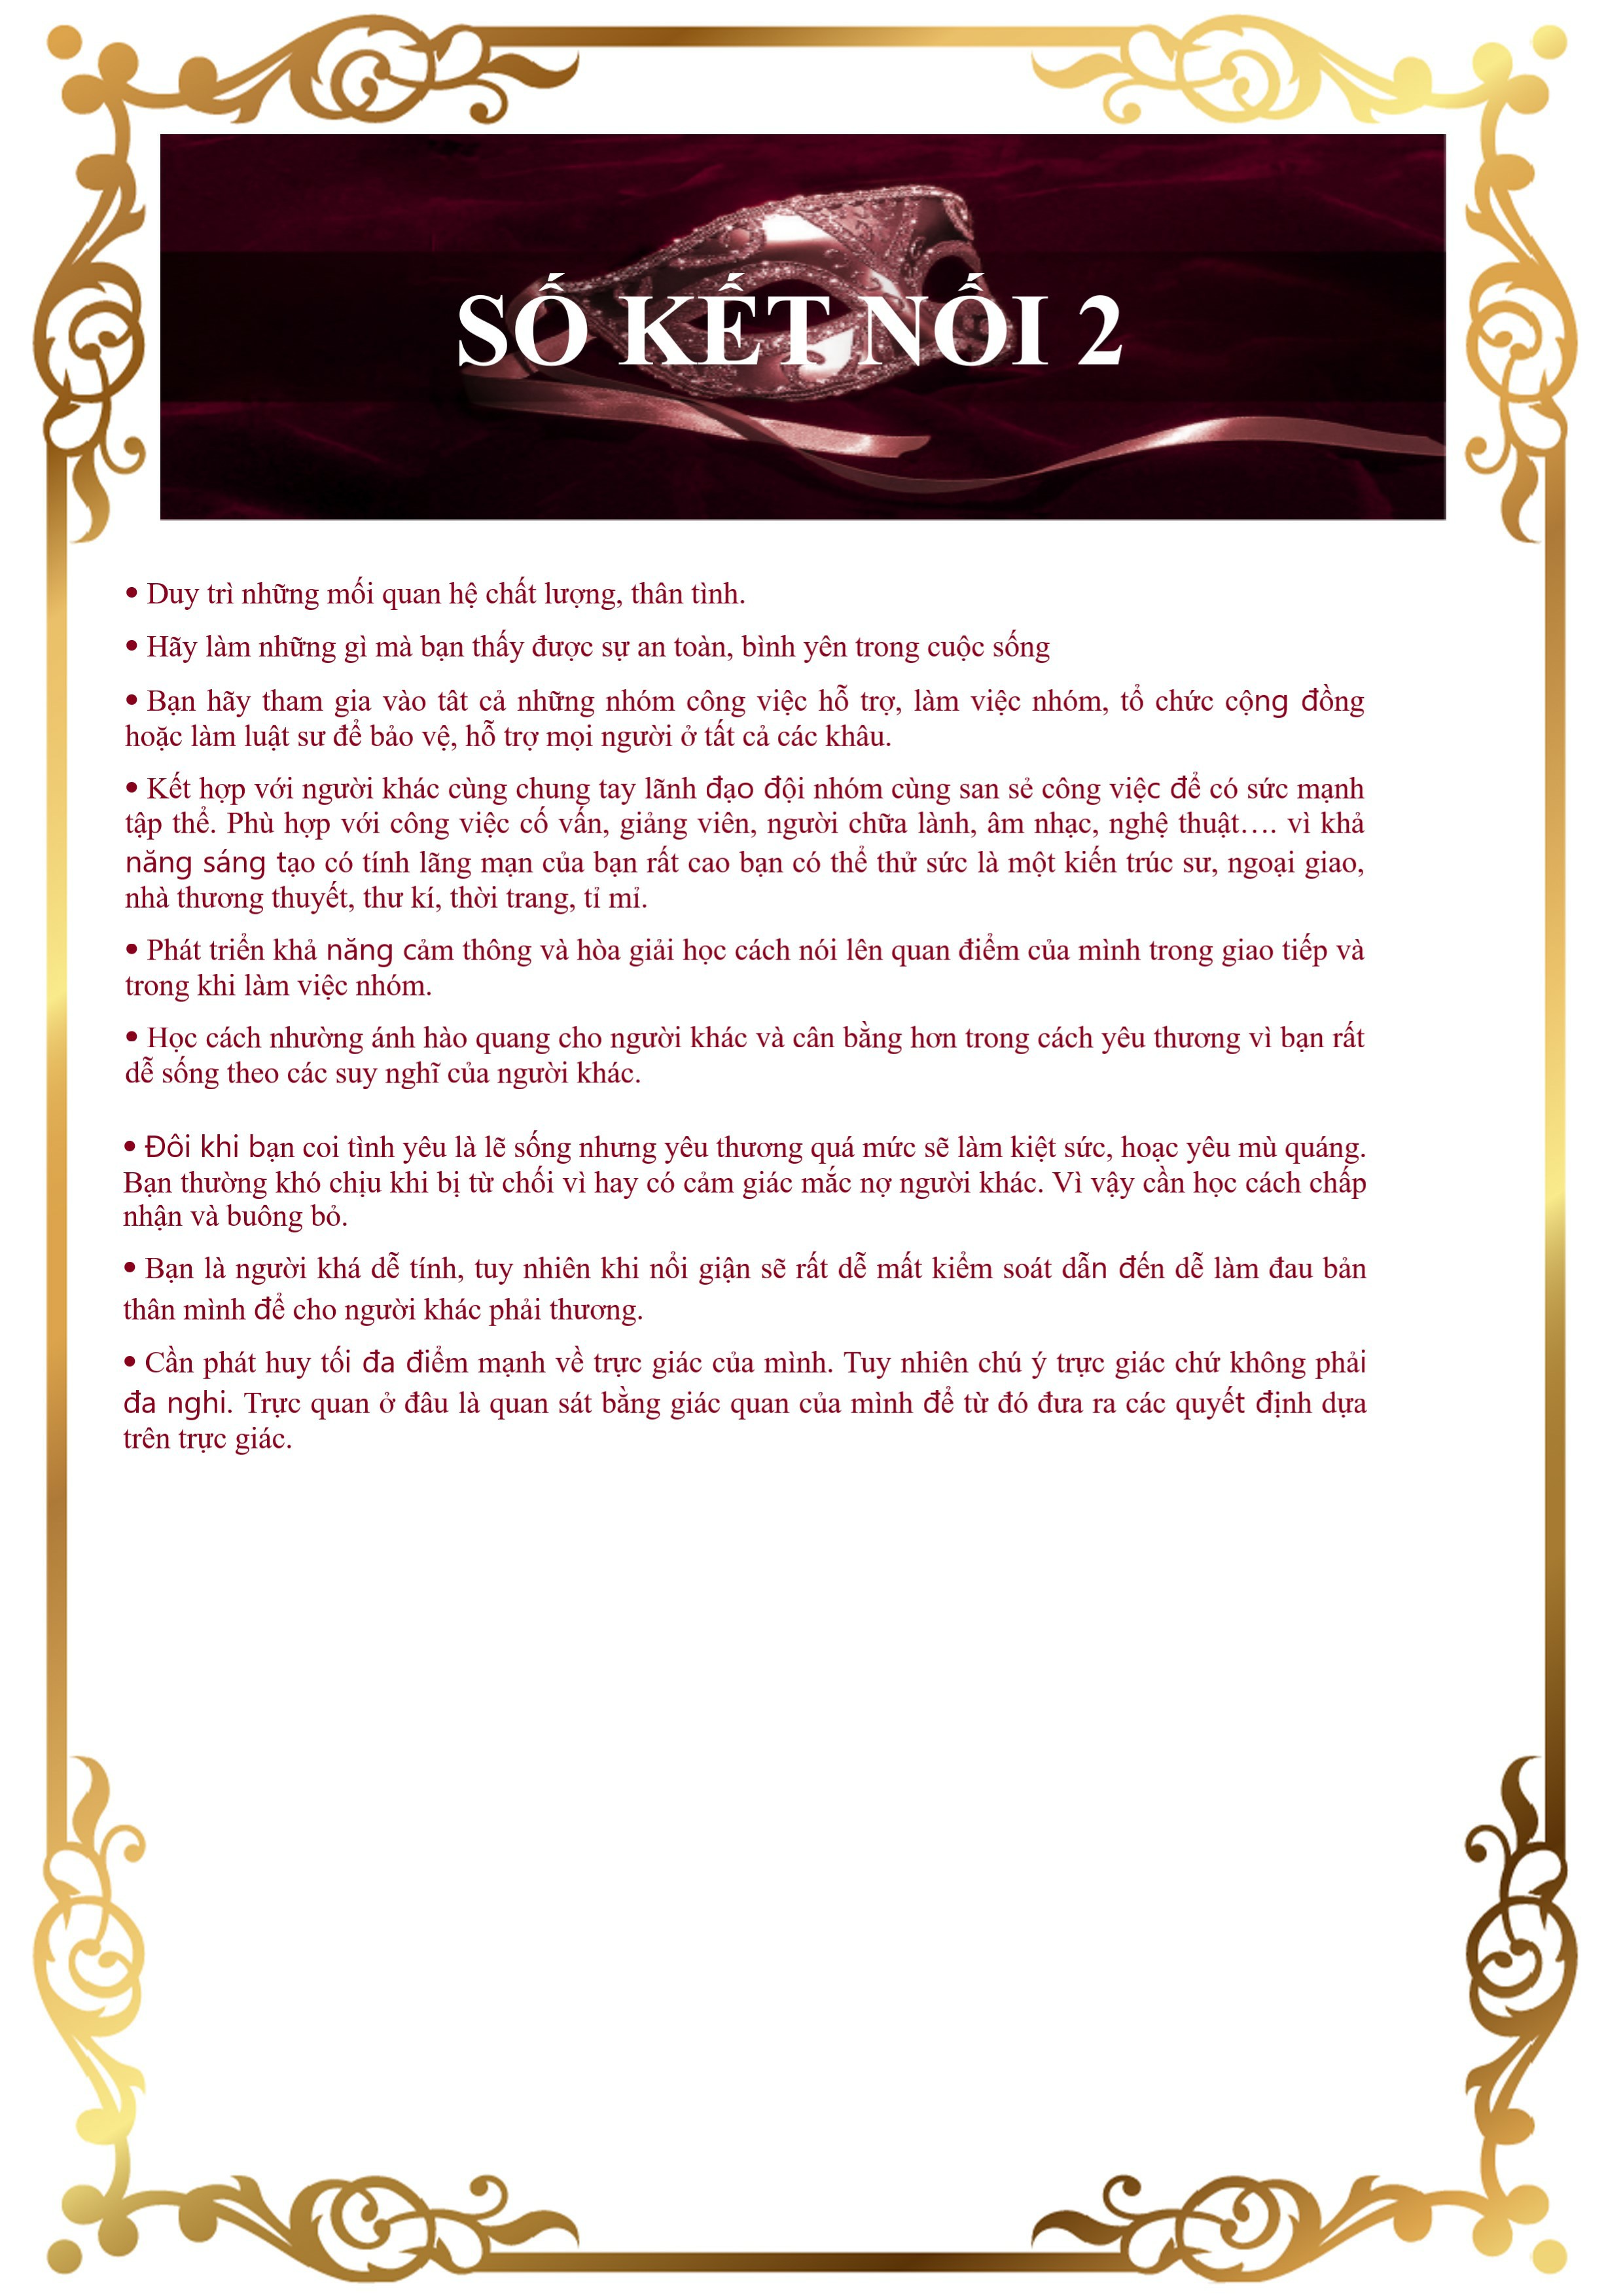 SỐ KẾT NỐI 2
• Duy trì những mối quan hệ chất lượng, thân tình.
• Hãy làm những gì mà bạn thấy được sự an toàn, bình yên trong cuộc sống
• Bạn hãy tham gia vào tât cả những nhóm công việc hỗ trợ, làm việc nhóm, tổ chức cộng đồng
hoặc làm luật sư để bảo vệ, hỗ trợ mọi người ở tất cả các khâu.
• Kết hợp với người khác cùng chung tay lãnh đạo đội nhóm cùng san sẻ công việc để có sức mạnh
tập thể. Phù hợp với công việc cố vấn, giảng viên, người chữa lành, âm nhạc, nghệ thuật…. vì khả
năng sáng tạo có tính lãng mạn của bạn rất cao bạn có thể thử sức là một kiến trúc sư, ngoại giao,
nhà thương thuyết, thư kí, thời trang, tỉ mỉ.
• Phát triển khả năng cảm thông và hòa giải học cách nói lên quan điểm của mình trong giao tiếp và
trong khi làm việc nhóm.
• Học cách nhường ánh hào quang cho người khác và cân bằng hơn trong cách yêu thương vì bạn rất
dễ sống theo các suy nghĩ của người khác.
• Đôi khi bạn coi tình yêu là lẽ sống nhưng yêu thương quá mức sẽ làm kiệt sức, hoạc yêu mù quáng.
Bạn thường khó chịu khi bị từ chối vì hay có cảm giác mắc nợ người khác. Vì vậy cần học cách chấp
nhận và buông bỏ.
• Bạn là người khá dễ tính, tuy nhiên khi nổi giận sẽ rất dễ mất kiểm soát dẫn đến dễ làm đau bản
thân mình để cho người khác phải thương.
• Cần phát huy tối đa điểm mạnh về trực giác của mình. Tuy nhiên chú ý trực giác chứ không phải
đa nghi. Trực quan ở đâu là quan sát bằng giác quan của mình để từ đó đưa ra các quyết định dựa
trên trực giác.